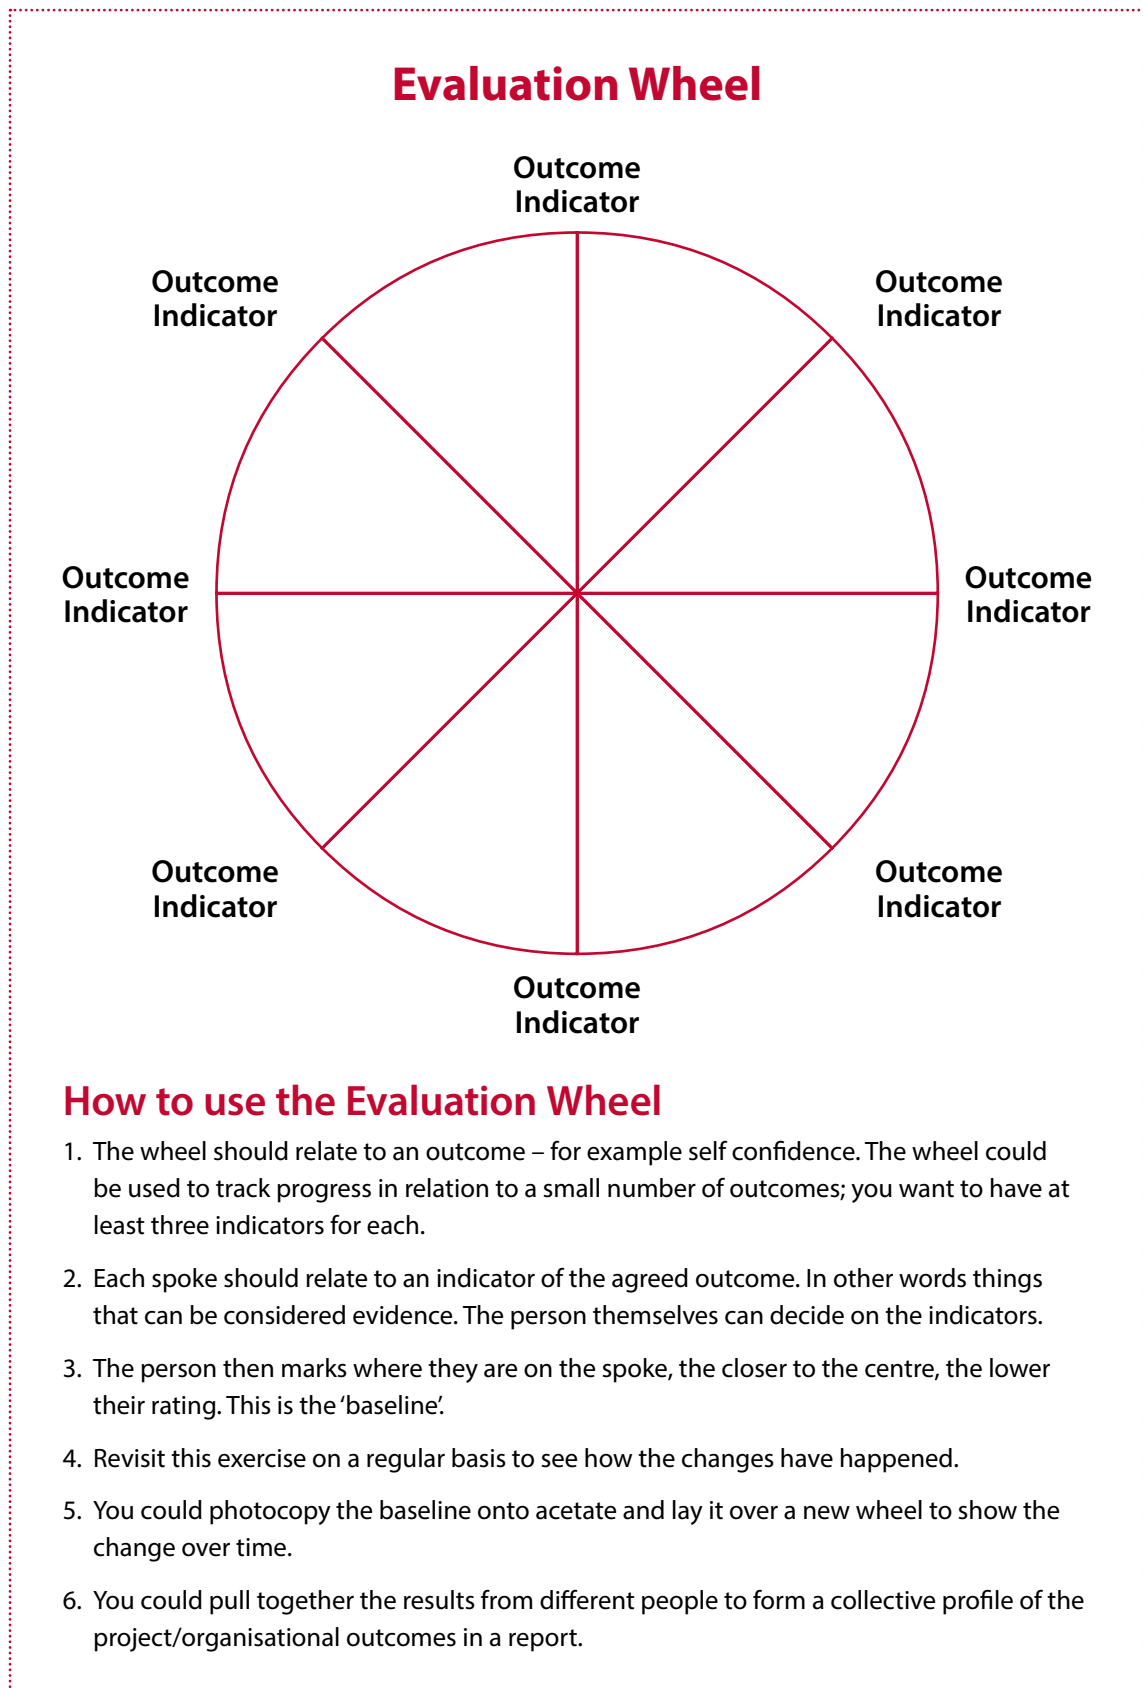 Evaluation Wheel
Outcome
Indicator
Outcome
Indicator
Outcome
Indicator
Outcome
Indicator
Outcome
Indicator
Outcome
Indicator
Outcome
Indicator
Outcome
Indicator
How to use the Evaluation Wheel
1. The wheel should relate to an outcome – for example self confidence. The wheel could
be used to track progress in relation to a small number of outcomes; you want to have at
least three indicators for each.
2. Each spoke should relate to an indicator of the agreed outcome. In other words things
that can be considered evidence. The person themselves can decide on the indicators.
3. The person then marks where they are on the spoke, the closer to the centre, the lower
their rating. This is the ‘baseline’.
4. Revisit this exercise on a regular basis to see how the changes have happened.
5. You could photocopy the baseline onto acetate and lay it over a new wheel to show the
change over time.
6. You could pull together the results from different people to form a collective profile of the
project/organisational outcomes in a report.